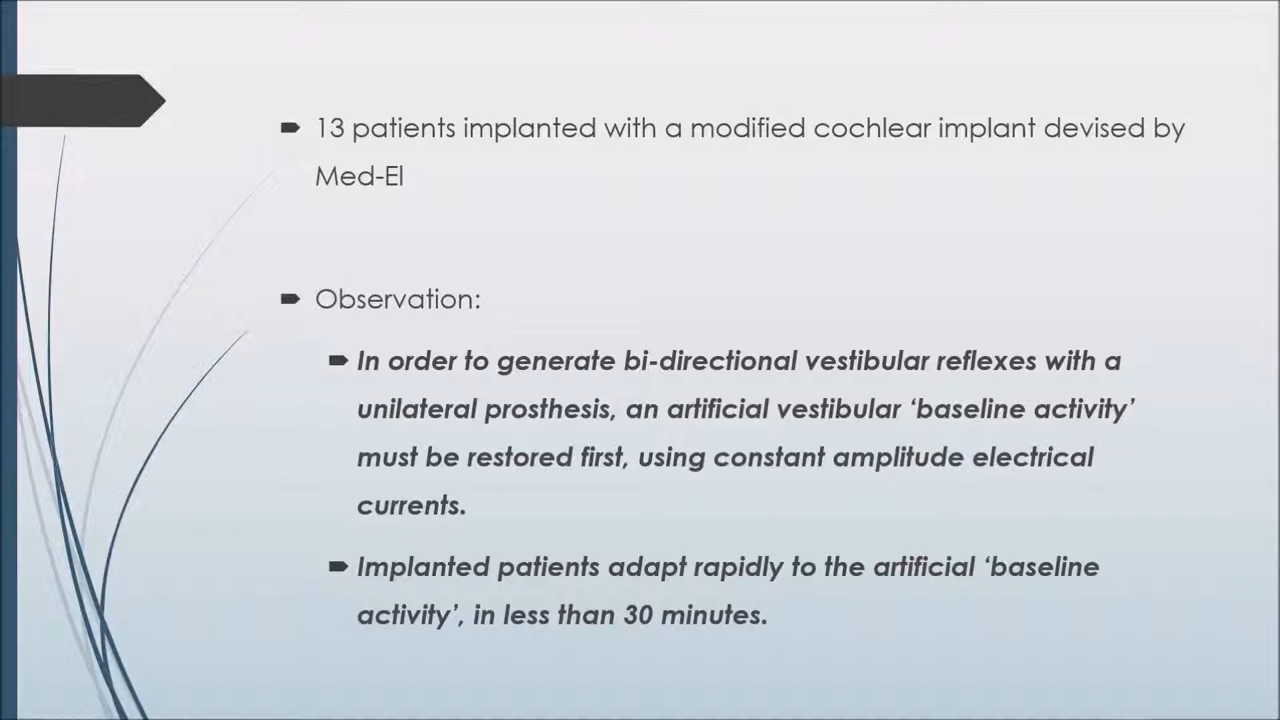 13 patients implanted with a modified cochlear implant devised by
Med-El
Observation:
In order to generate bi-directional vestibular reflexes with a
unilateral prosthesis, an artificial vestibular ‘baseline activity’
must be restored first, using constant amplitude electrical
currents.
Implanted patients adapt rapidly to the artificial ‘baseline
activity’, in less than 30 minutes.